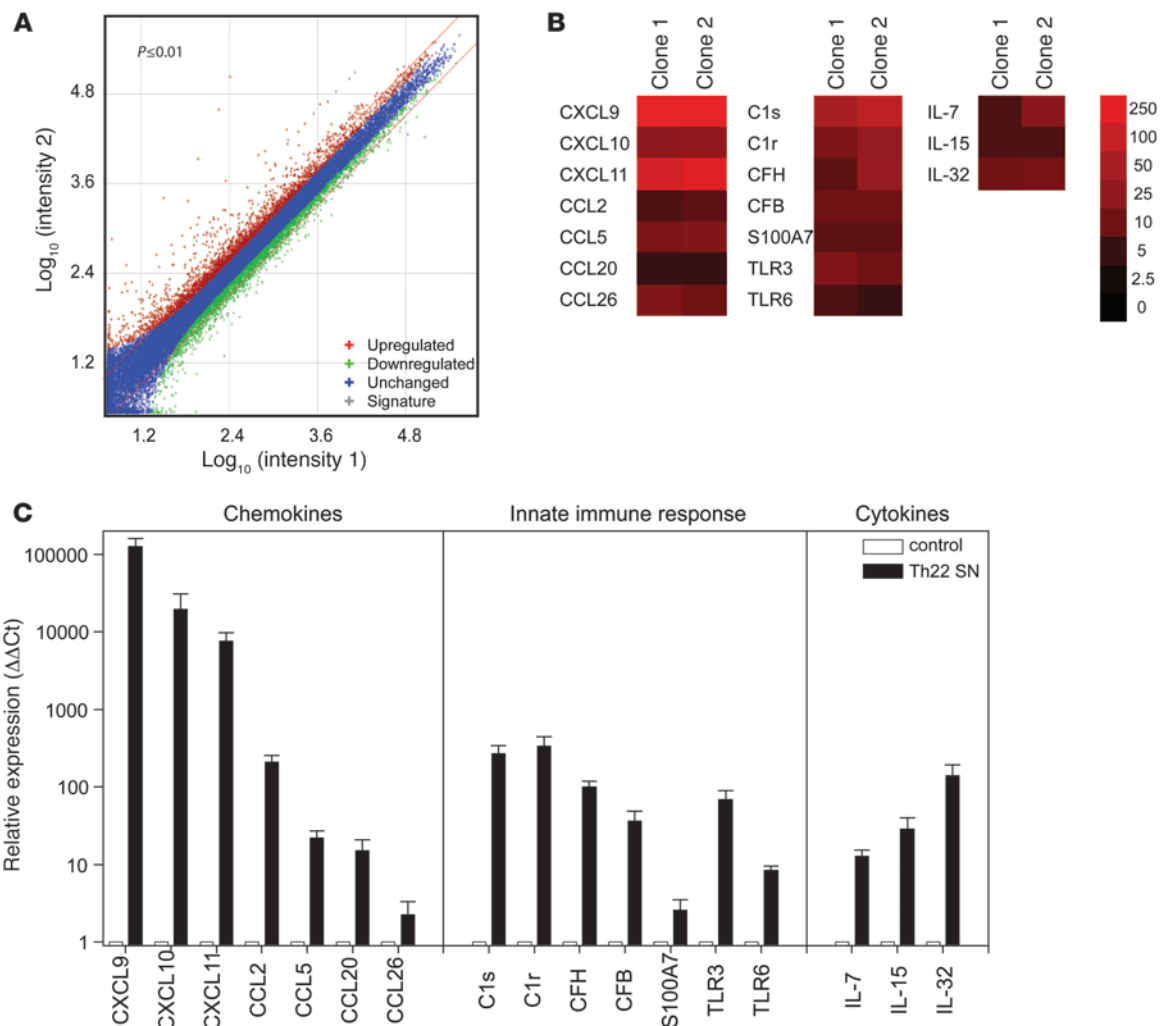 A
P≤0.01
Log10 (intensity 2)
4.8
3.6
2.4
1.2
Upregulated
Downregulated
Unchanged
Signature
1.2 2.4 3.6 4.8
Log10 (intensity 1)
B
Clone 1 Clone 2 Clone 1 Clone 2 Clone 1 Clone 2
CXCL9 C1s IL-7
CXCL10 C1r IL-15
CXCL11 CFH IL-32
CCL2 CFB
CCL5 S100A7
CCL20 TLR3
CCL26 TLR6
250
100
50
25
10
5
2.5
0
C
Chemokines Innate immune response Cytokines
control
Th22 SN
Relative expression (ΔΔCt)
100000
10000
1000
100
10
1
CXCL9 CXCL10 CXCL11 CCL2 CCL5 CCL20 CCL26 C1s C1r CFH CFB S100A7 TLR3 TLR6 IL-7 IL-15 IL-32